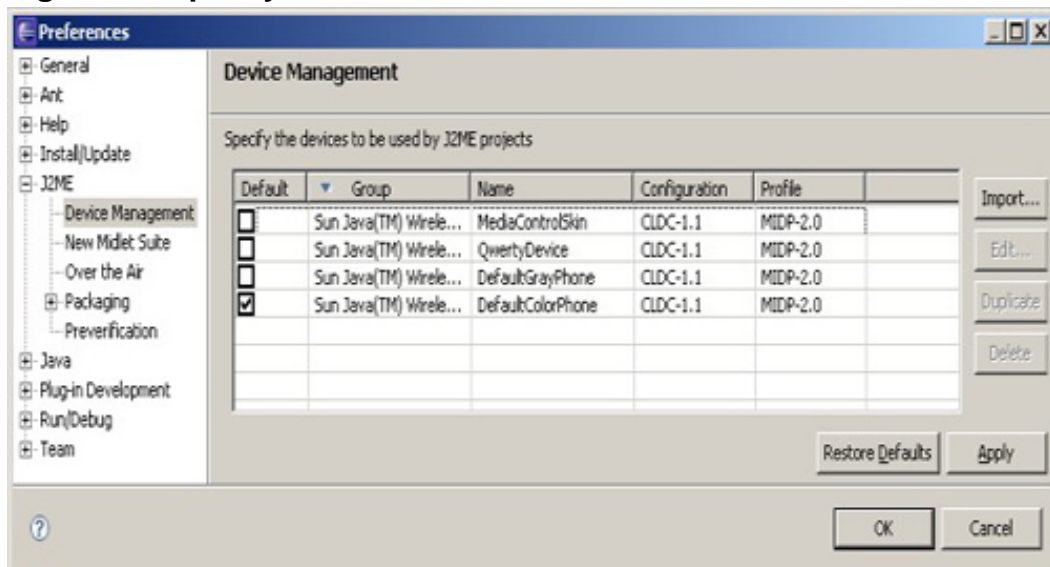 Preferences
General
Ant
Help
Install/Update
J2ME
Device Management
New Midlet Suite
Over the Air
Packaging
Preverification
Java
Plug-in Development
Run/Debug
Team
Device Management
Specify the devices to be used by J2ME projects
Default Group Name Configuration Profile
Sun Java(TM) Wirele... MediaControlSkin CLDC-1.1 MIDP-2.0
Sun Java(TM) Wirele... QwertyDevice CLDC-1.1 MIDP-2.0
Sun Java(TM) Wirele... DefaultGrayPhone CLDC-1.1 MIDP-2.0
Sun Java(TM) Wirele... DefaultColorPhone CLDC-1.1 MIDP-2.0
Import...
Edit...
Duplicate
Delete
Restore Defaults Apply
? OK Cancel